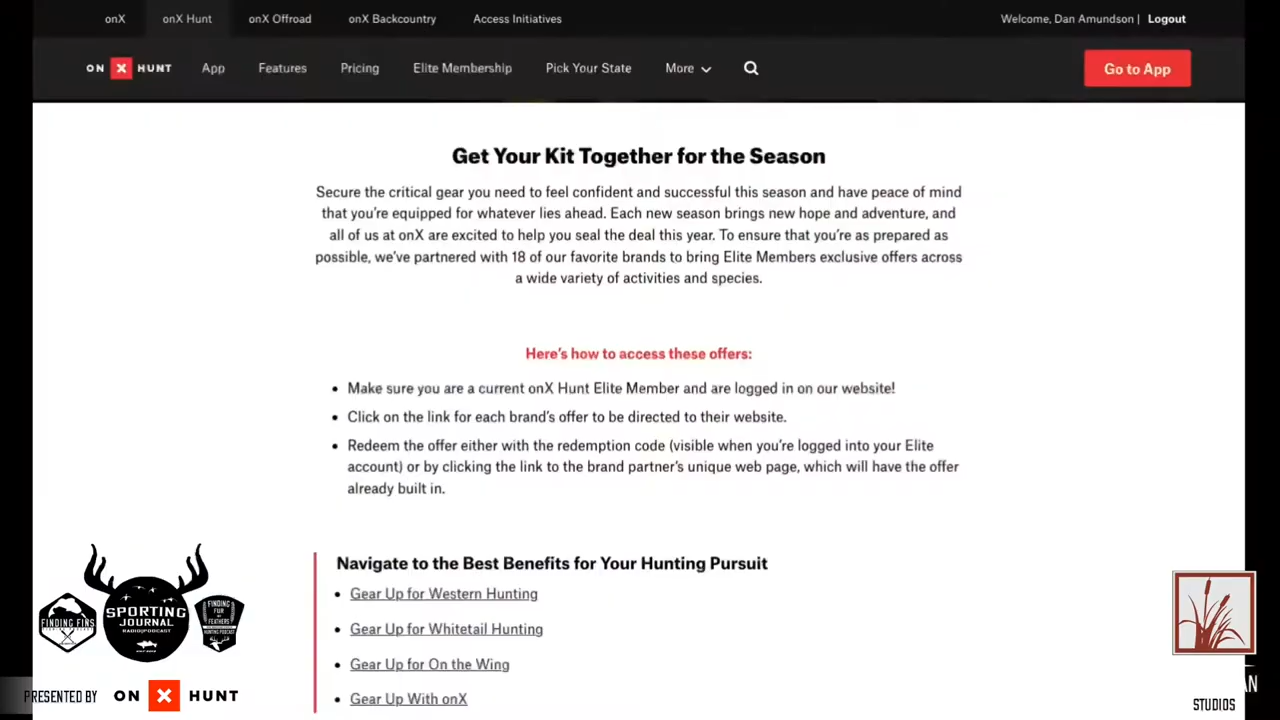 onX
onX Hunt
onX Offroad
onX Backcountry
Access Initiatives
Welcome, Dan Amundson | Logout
ON X HUNT
App
Features
Pricing
Elite Membership
Pick Your State
More
Go to App
Get Your Kit Together for the Season
Secure the critical gear you need to feel confident and successful this season and have peace of mind
that you're equipped for whatever lies ahead. Each new season brings new hope and adventure, and
all of us at onX are excited to help you seal the deal this year. To ensure that you're as prepared as
possible, we've partnered with 18 of our favorite brands to bring Elite Members exclusive offers across
a wide variety of activities and species.
Here's how to access these offers:
• Make sure you are a current onX Hunt Elite Member and are logged in on our website!
• Click on the link for each brand's offer to be directed to their website.
• Redeem the offer either with the redemption code (visible when you're logged into your Elite
account) or by clicking the link to the brand partner's unique web page, which will have the offer
already built in.
Navigate to the Best Benefits for Your Hunting Pursuit
• Gear Up for Western Hunting
• Gear Up for Whitetail Hunting
• Gear Up for On the Wing
• Gear Up With onX
FINDING FINS
SPORTING
JOURNAL
RADIO/PODCAST
FINDING
FUR
FEATHERS
HUNTING PODCAST
PRESENTED BY
ON X HUNT
AN
STUDIOS